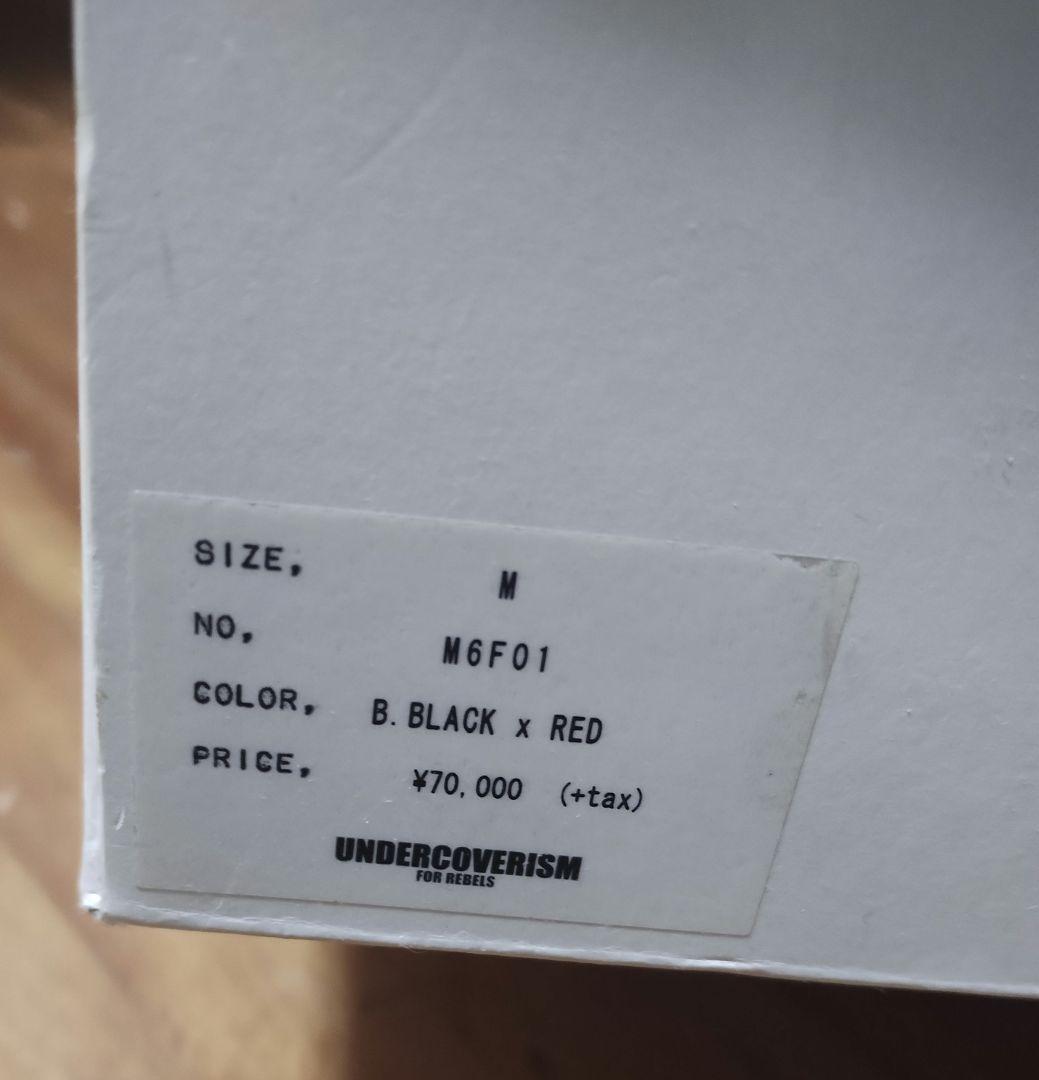 SIZE, M
NO, M6F01
COLOR, B. BLACK x RED
PRICE, ¥70,000 (+tax)
UNDERCOVERISM
FOR REBELS